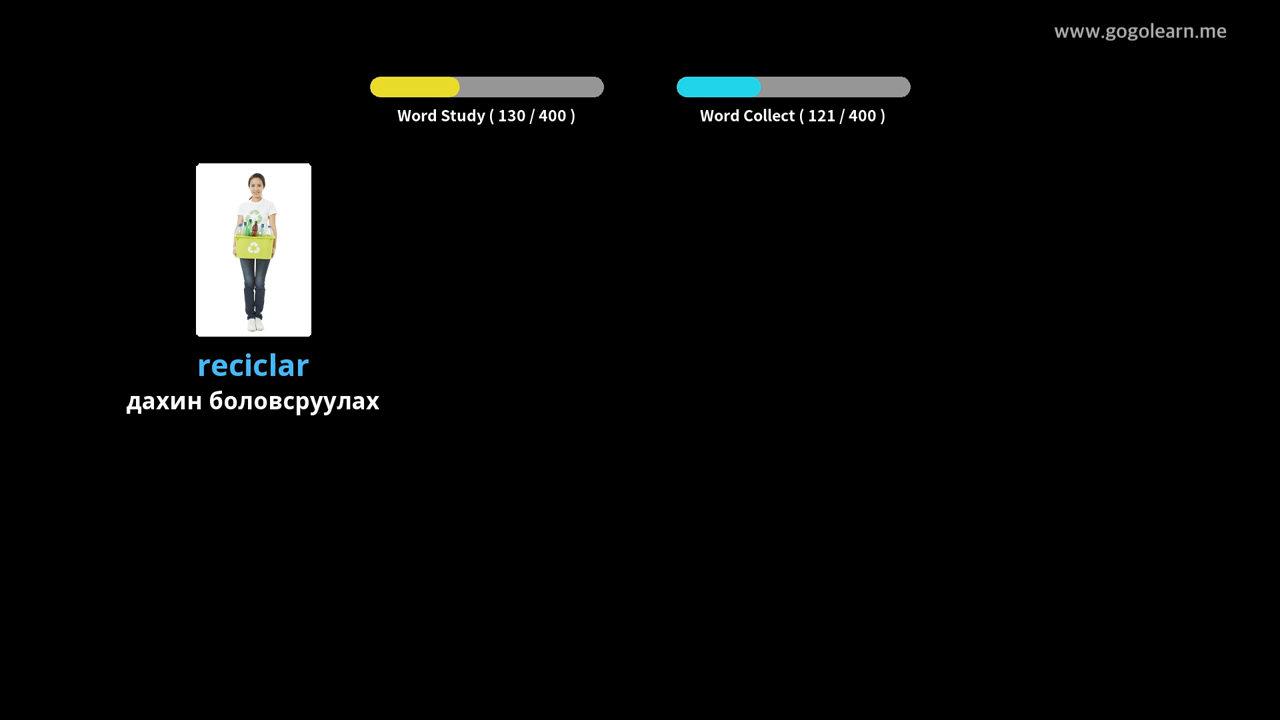 www.gogolearn.me
Word Study ( 130 / 400 )
Word Collect ( 121 / 400 )
reciclar
дахин боловсруулах